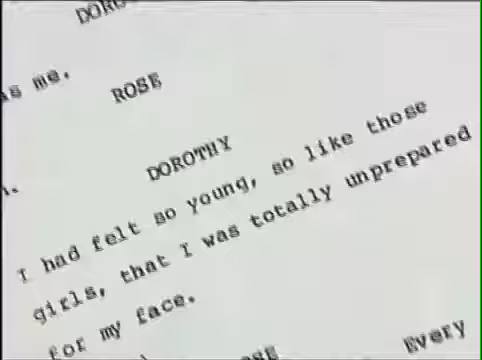 as me.
ROSE
DOROTHY
I had felt so young, so like those
girls, that I was totally unprepared
for my face.
Every